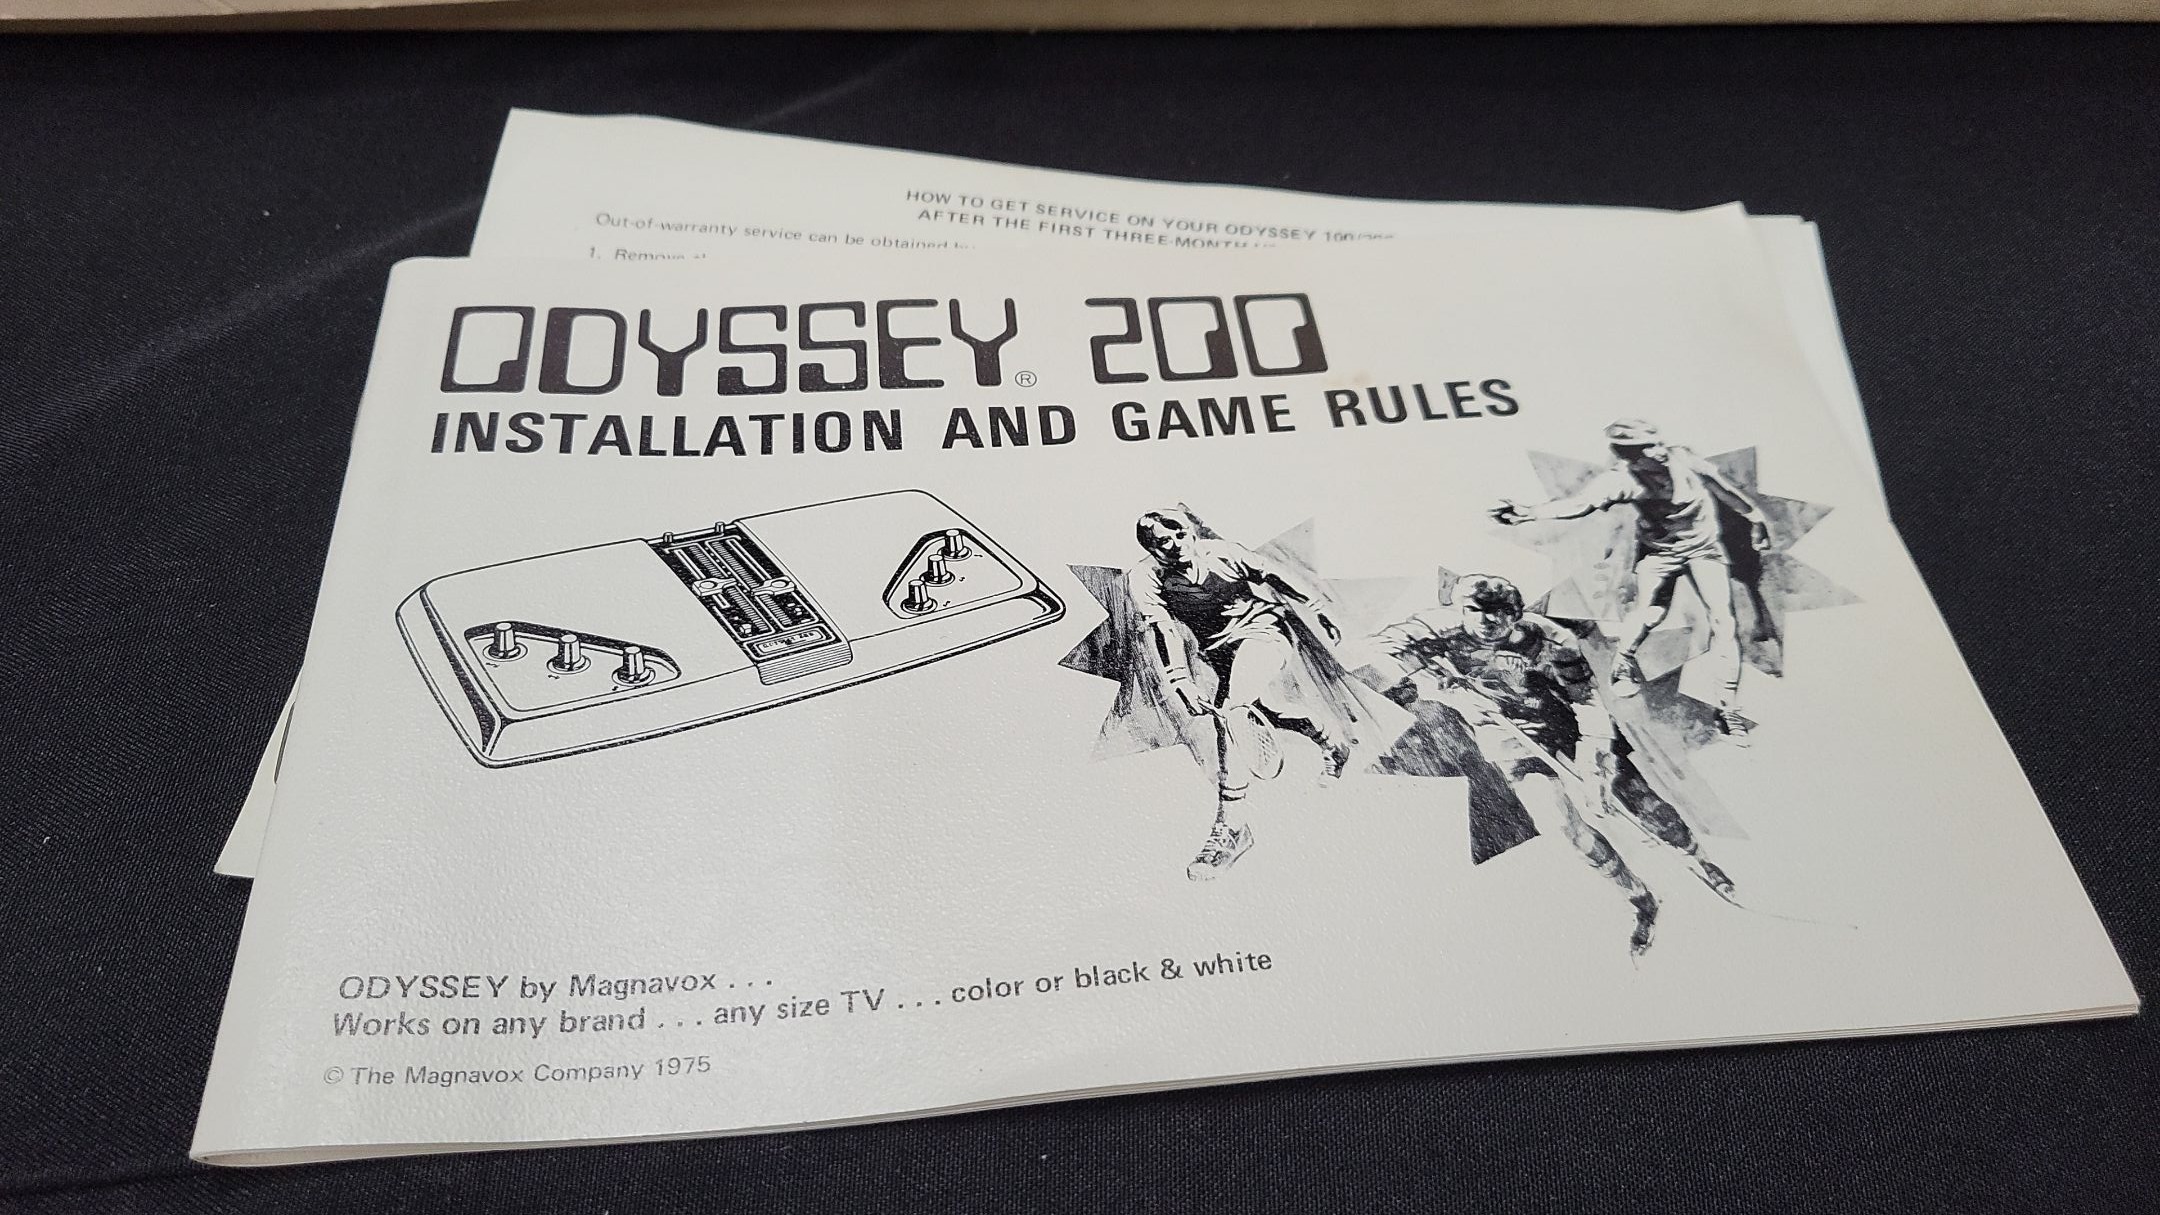 HOW TO GET SERVICE ON YOUR ODYSSEY
AFTER THE FIRST THREE-MONTH
Out-of-warranty service can be obtained
1. Remove
ODYSSEY® 200
INSTALLATION AND GAME RULES
ODYSSEY by Magnavox . . .
Works on any brand . . . any size TV . . . color or black & white
© The Magnavox Company 1975